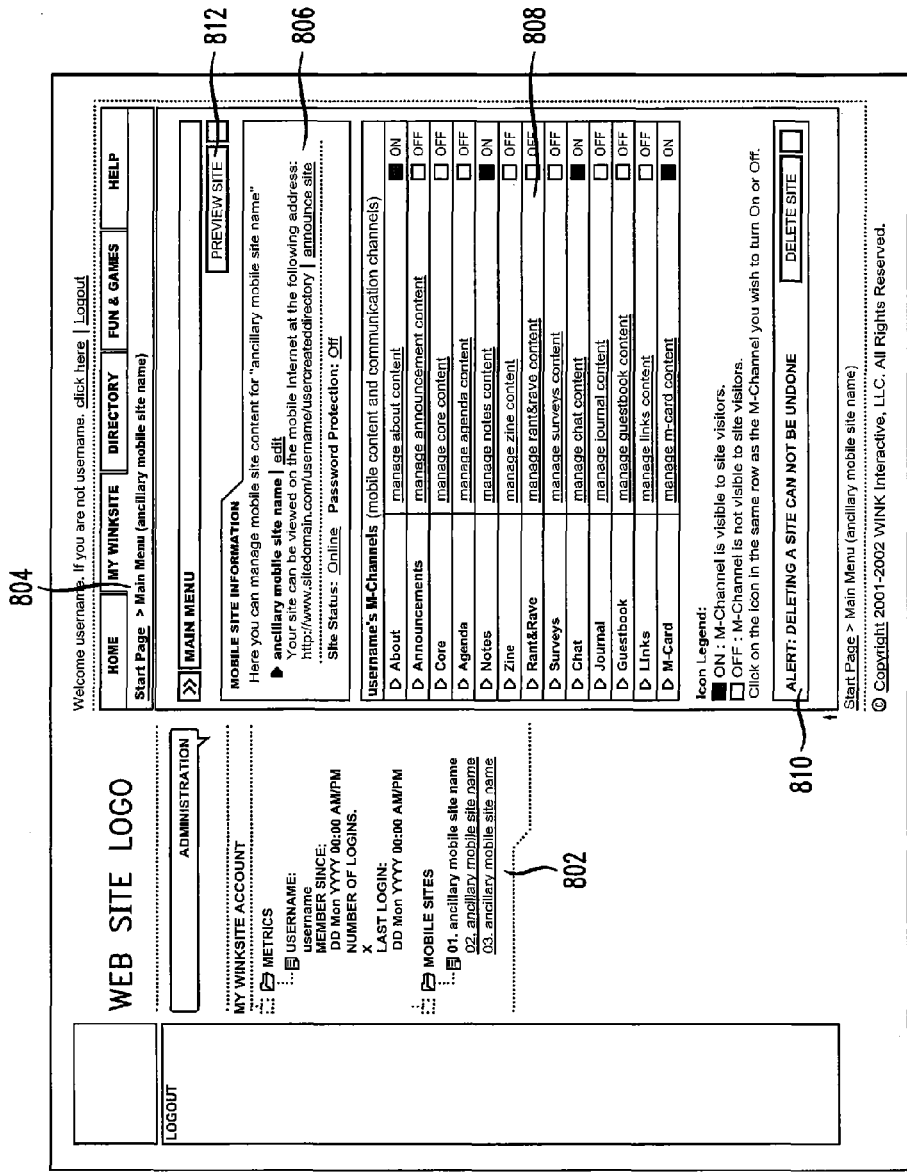 804
812
806
808
810
802
LOGOUT
WEB SITE LOGO
ADMINISTRATION
MY WINKSITE ACCOUNT
METRICS
USERNAME:
username
MEMBER SINCE:
DD Mon YYYY 00:00 AM/PM
NUMBER OF LOGINS.
X
LAST LOGIN:
DD Mon YYYY 00:00 AM/PM
MOBILE SITES
01. ancillary mobile site name
02. ancillary mobile site name
03. ancillary mobile site name
Welcome username. If you are not username, click here | Logout
HOME MY WINKSITE DIRECTORY FUN & GAMES HELP
Start Page > Main Menu (ancillary mobile site name)
>> MAIN MENU
PREVIEW SITE
MOBILE SITE INFORMATION
Here you can manage mobile site content for "ancillary mobile site name"
ancillary mobile site name | edit
Your site can be viewed on the mobile Internet at the following address:
http://www.sitedomain.com/username/usercreateddirectory | announce site
Site Status: Online Password Protection: Off
username's M-Channels (mobile content and communication channels)
About manage about content ON
Announcements manage announcement content OFF
Core manage core content OFF
Agenda manage agenda content OFF
Notes manage notes content ON
Zine manage zine content OFF
Rant&Rave manage rant&rave content OFF
Surveys manage surveys content OFF
Chat manage chat content ON
Journal manage journal content OFF
Guestbook manage guestbook content OFF
Links manage links content OFF
M-Card manage m-card content ON
Icon Legend:
ON : M-Channel is visible to site visitors.
OFF : M-Channel is not visible to site visitors.
Click on the icon in the same row as the M-Channel you wish to turn On or Off.
ALERT: DELETING A SITE CAN NOT BE UNDONE DELETE SITE
Start Page > Main Menu (ancillary mobile site name)
© Copyright 2001-2002 WINK Interactive, LLC. All Rights Reserved.